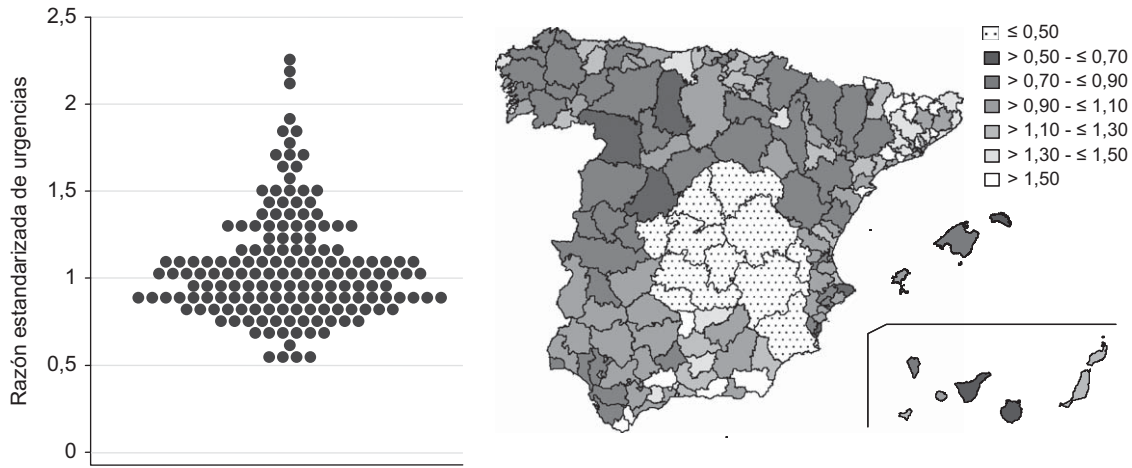 Razón estandarizada de urgencias
2,5
2
1,5
1
0,5
0
≤ 0,50
> 0,50 - ≤ 0,70
> 0,70 - ≤ 0,90
> 0,90 - ≤ 1,10
> 1,10 - ≤ 1,30
> 1,30 - ≤ 1,50
> 1,50